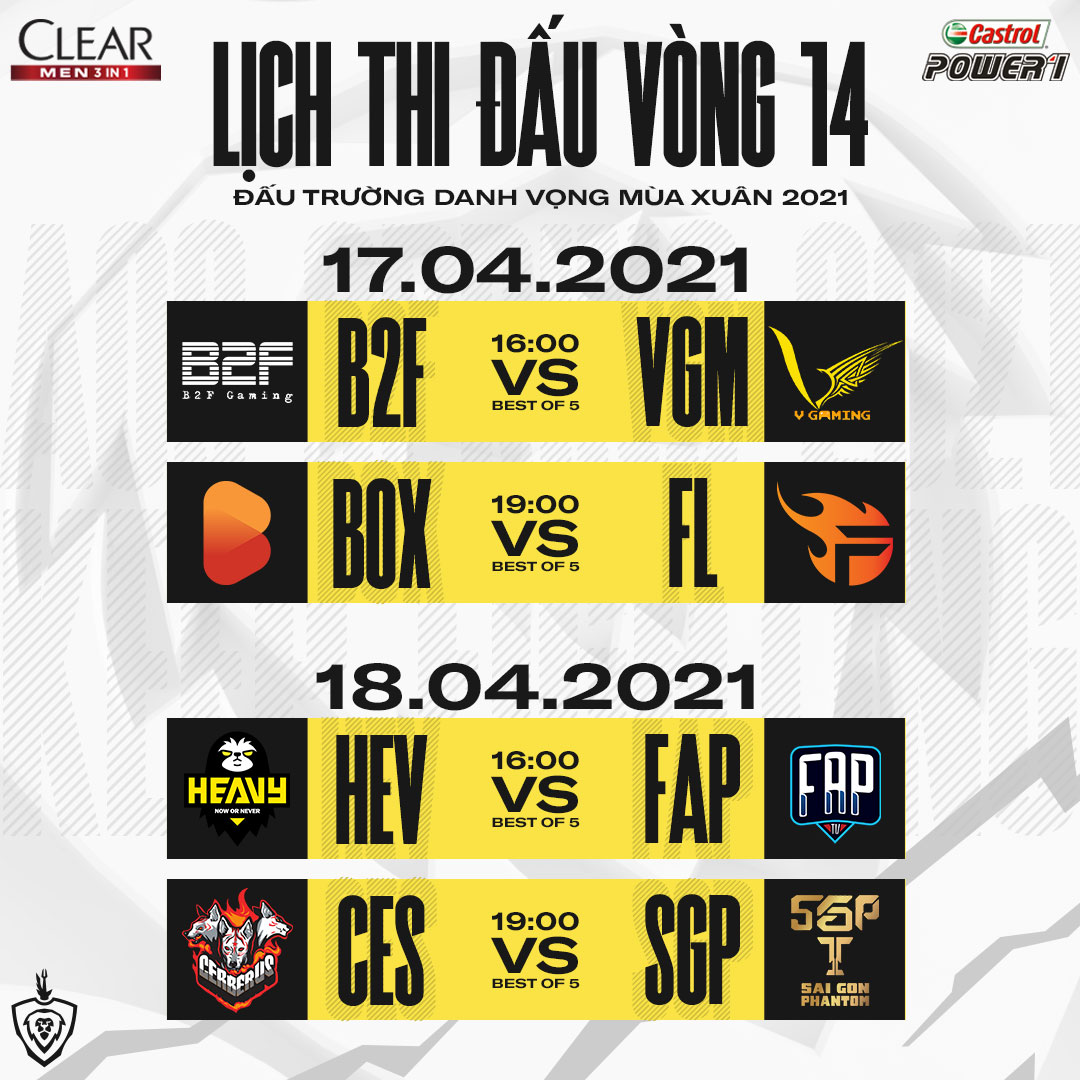 CLEAR
MEN 3 IN 1
Castrol
POWER1
LỊCH THI ĐẤU VÒNG 14
ĐẤU TRƯỜNG DANH VỌNG MÙA XUÂN 2021
17.04.2021
B2F
B2F Gaming
B2F
16:00
VS
BEST OF 5
VGM
V GAMING
BOX
19:00
VS
BEST OF 5
FL
18.04.2021
HEAVY
NOW OR NEVER
HEV
16:00
VS
BEST OF 5
FAP
FAP
TV
CERBERUS
CES
19:00
VS
BEST OF 5
SGP
SGP
SAI GON
PHANTOM